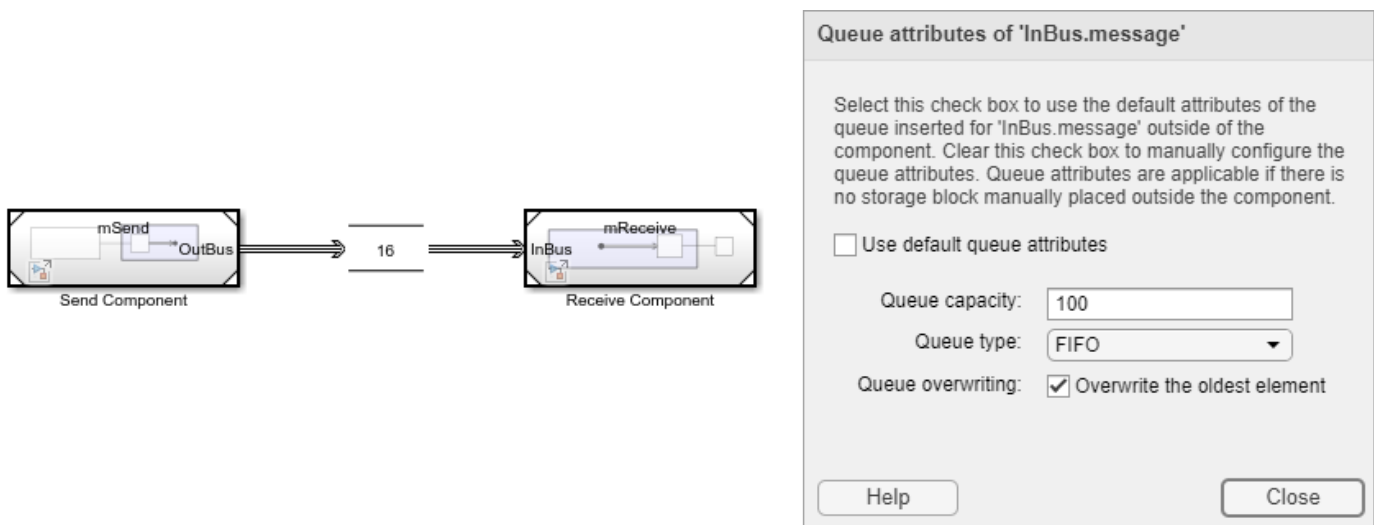 mSend
OutBus
Send Component
16
mReceive
InBus
Receive Component
Queue attributes of 'InBus.message'
Select this check box to use the default attributes of the
queue inserted for 'InBus.message' outside of the
component. Clear this check box to manually configure the
queue attributes. Queue attributes are applicable if there is
no storage block manually placed outside the component.
Use default queue attributes
Queue capacity: 100
Queue type: FIFO
Queue overwriting: Overwrite the oldest element
Help Close